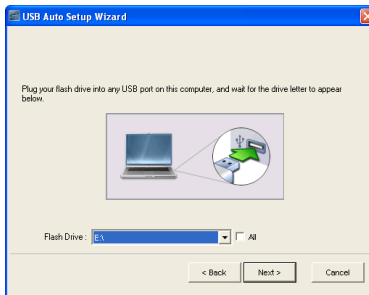 USB Auto Setup Wizard
Plug your flash drive into any USB port on this computer, and wait for the drive letter to appear
below.
Flash Drive : E:\ All
< Back Next > Cancel